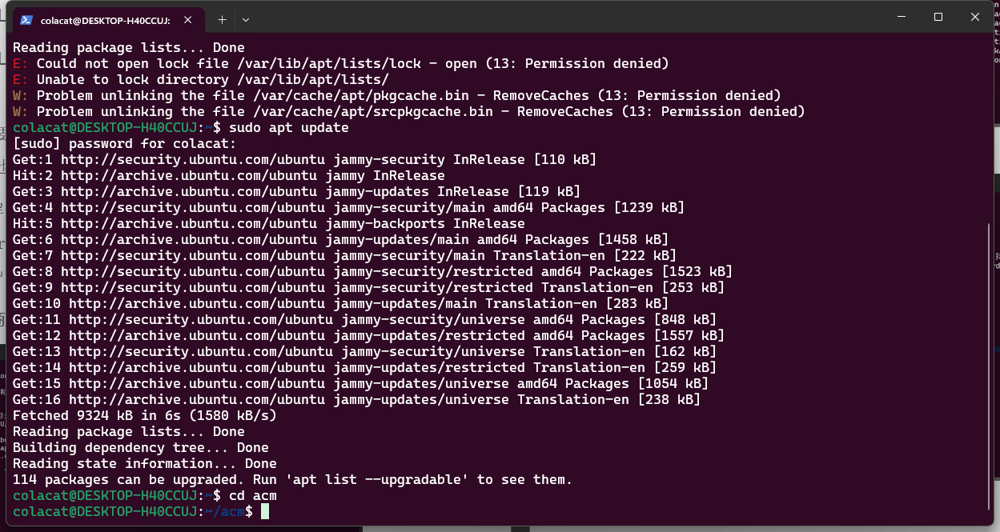 colacat@DESKTOP-H40CCUJ:
Reading package lists... Done
E: Could not open lock file /var/lib/apt/lists/lock - open (13: Permission denied)
E: Unable to lock directory /var/lib/apt/lists/
W: Problem unlinking the file /var/cache/apt/pkgcache.bin - RemoveCaches (13: Permission denied)
W: Problem unlinking the file /var/cache/apt/srcpkgcache.bin - RemoveCaches (13: Permission denied)
colacat@DESKTOP-H40CCUJ:~$ sudo apt update
[sudo] password for colacat:
Get:1 http://security.ubuntu.com/ubuntu jammy-security InRelease [110 kB]
Hit:2 http://archive.ubuntu.com/ubuntu jammy InRelease
Get:3 http://archive.ubuntu.com/ubuntu jammy-updates InRelease [119 kB]
Get:4 http://security.ubuntu.com/ubuntu jammy-security/main amd64 Packages [1239 kB]
Hit:5 http://archive.ubuntu.com/ubuntu jammy-backports InRelease
Get:6 http://archive.ubuntu.com/ubuntu jammy-updates/main amd64 Packages [1458 kB]
Get:7 http://security.ubuntu.com/ubuntu jammy-security/main Translation-en [222 kB]
Get:8 http://security.ubuntu.com/ubuntu jammy-security/restricted amd64 Packages [1523 kB]
Get:9 http://security.ubuntu.com/ubuntu jammy-security/restricted Translation-en [253 kB]
Get:10 http://archive.ubuntu.com/ubuntu jammy-updates/main Translation-en [283 kB]
Get:11 http://security.ubuntu.com/ubuntu jammy-security/universe amd64 Packages [848 kB]
Get:12 http://archive.ubuntu.com/ubuntu jammy-updates/restricted amd64 Packages [1557 kB]
Get:13 http://security.ubuntu.com/ubuntu jammy-security/universe Translation-en [162 kB]
Get:14 http://archive.ubuntu.com/ubuntu jammy-updates/restricted Translation-en [259 kB]
Get:15 http://archive.ubuntu.com/ubuntu jammy-updates/universe amd64 Packages [1054 kB]
Get:16 http://archive.ubuntu.com/ubuntu jammy-updates/universe Translation-en [238 kB]
Fetched 9324 kB in 6s (1580 kB/s)
Reading package lists... Done
Building dependency tree... Done
Reading state information... Done
114 packages can be upgraded. Run 'apt list --upgradable' to see them.
colacat@DESKTOP-H40CCUJ:~$ cd acm
colacat@DESKTOP-H40CCUJ:~/acm$